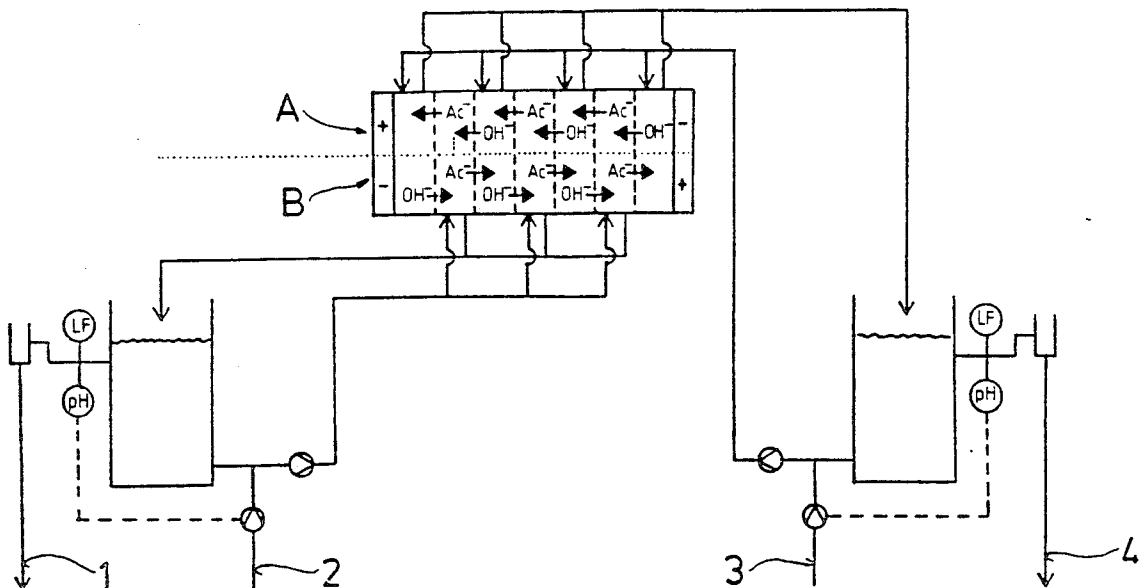 A
B
+ Ac⁻ Ac⁻ Ac⁻ −
OH⁻ OH⁻ OH⁻
− Ac⁻ Ac⁻ Ac⁻ +
OH⁻ OH⁻ OH⁻
LF
pH
LF
pH
1
2
3
4